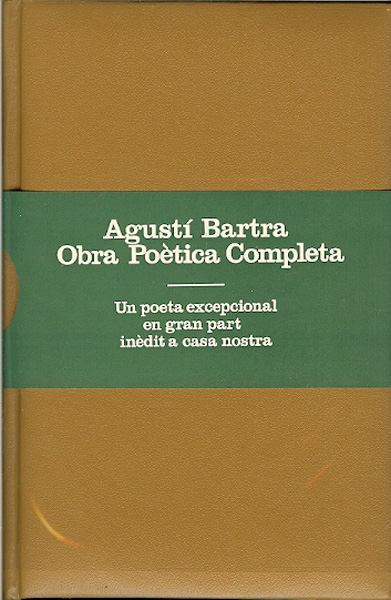 Agustí Bartra
Obra Poètica Completa
Un poeta excepcional
en gran part
inèdit a casa nostra